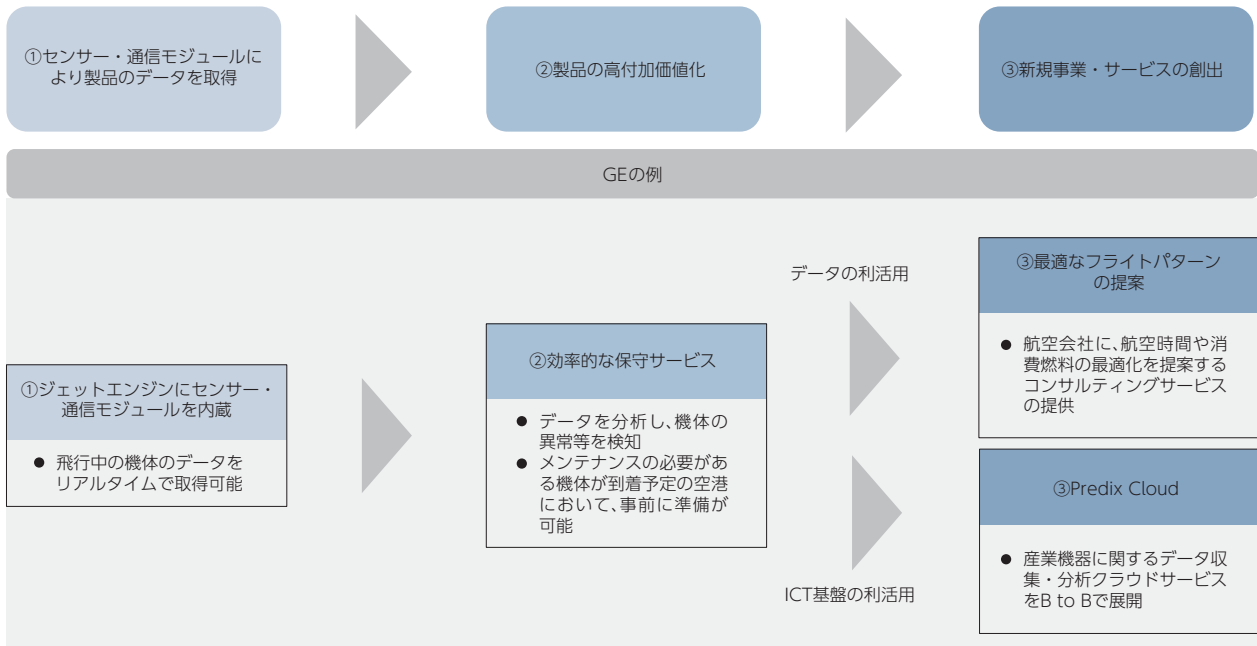 ①センサー・通信モジュールに
より製品のデータを取得
②製品の高付加価値化
③新規事業・サービスの創出
GEの例
①ジェットエンジンにセンサー・
通信モジュールを内蔵
● 飛行中の機体のデータを
リアルタイムで取得可能
②効率的な保守サービス
● データを分析し、機体の
異常等を検知
● メンテナンスの必要があ
る機体が到着予定の空港
において、事前に準備が
可能
データの利活用
③最適なフライトパターン
の提案
● 航空会社に、航空時間や消
費燃料の最適化を提案する
コンサルティングサービス
の提供
ICT基盤の利活用
③Predix Cloud
● 産業機器に関するデータ収
集・分析クラウドサービス
をB to Bで展開